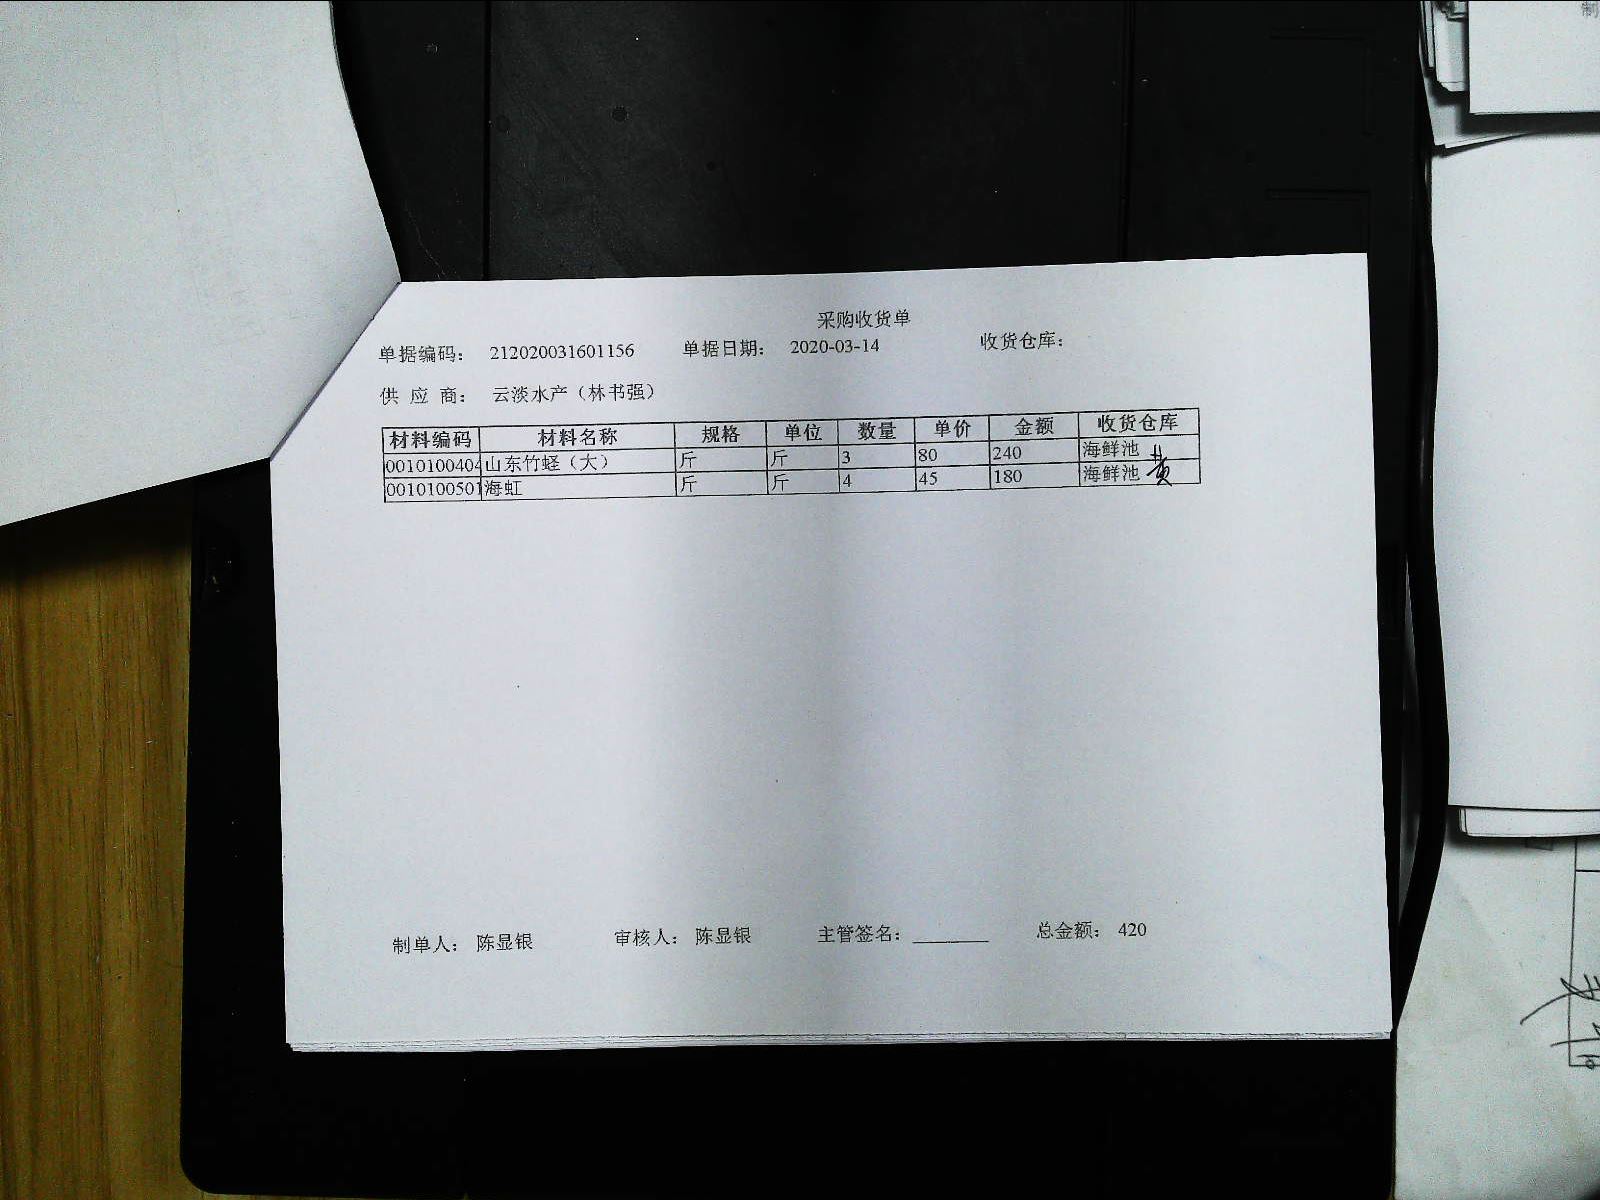 采购收货单
单据编码： 212020031601156 单据日期： 2020-03-14 收货仓库：
供 应 商： 云淡水产（林书强）
材料编码 材料名称 规格 单位 数量 单价 金额 收货仓库
0010100404 山东竹蛏（大） 斤 斤 3 80 240 海鲜池
0010100501 海虹 斤 斤 4 45 180 海鲜池
制单人： 陈显银 审核人： 陈显银 主管签名： 总金额： 420